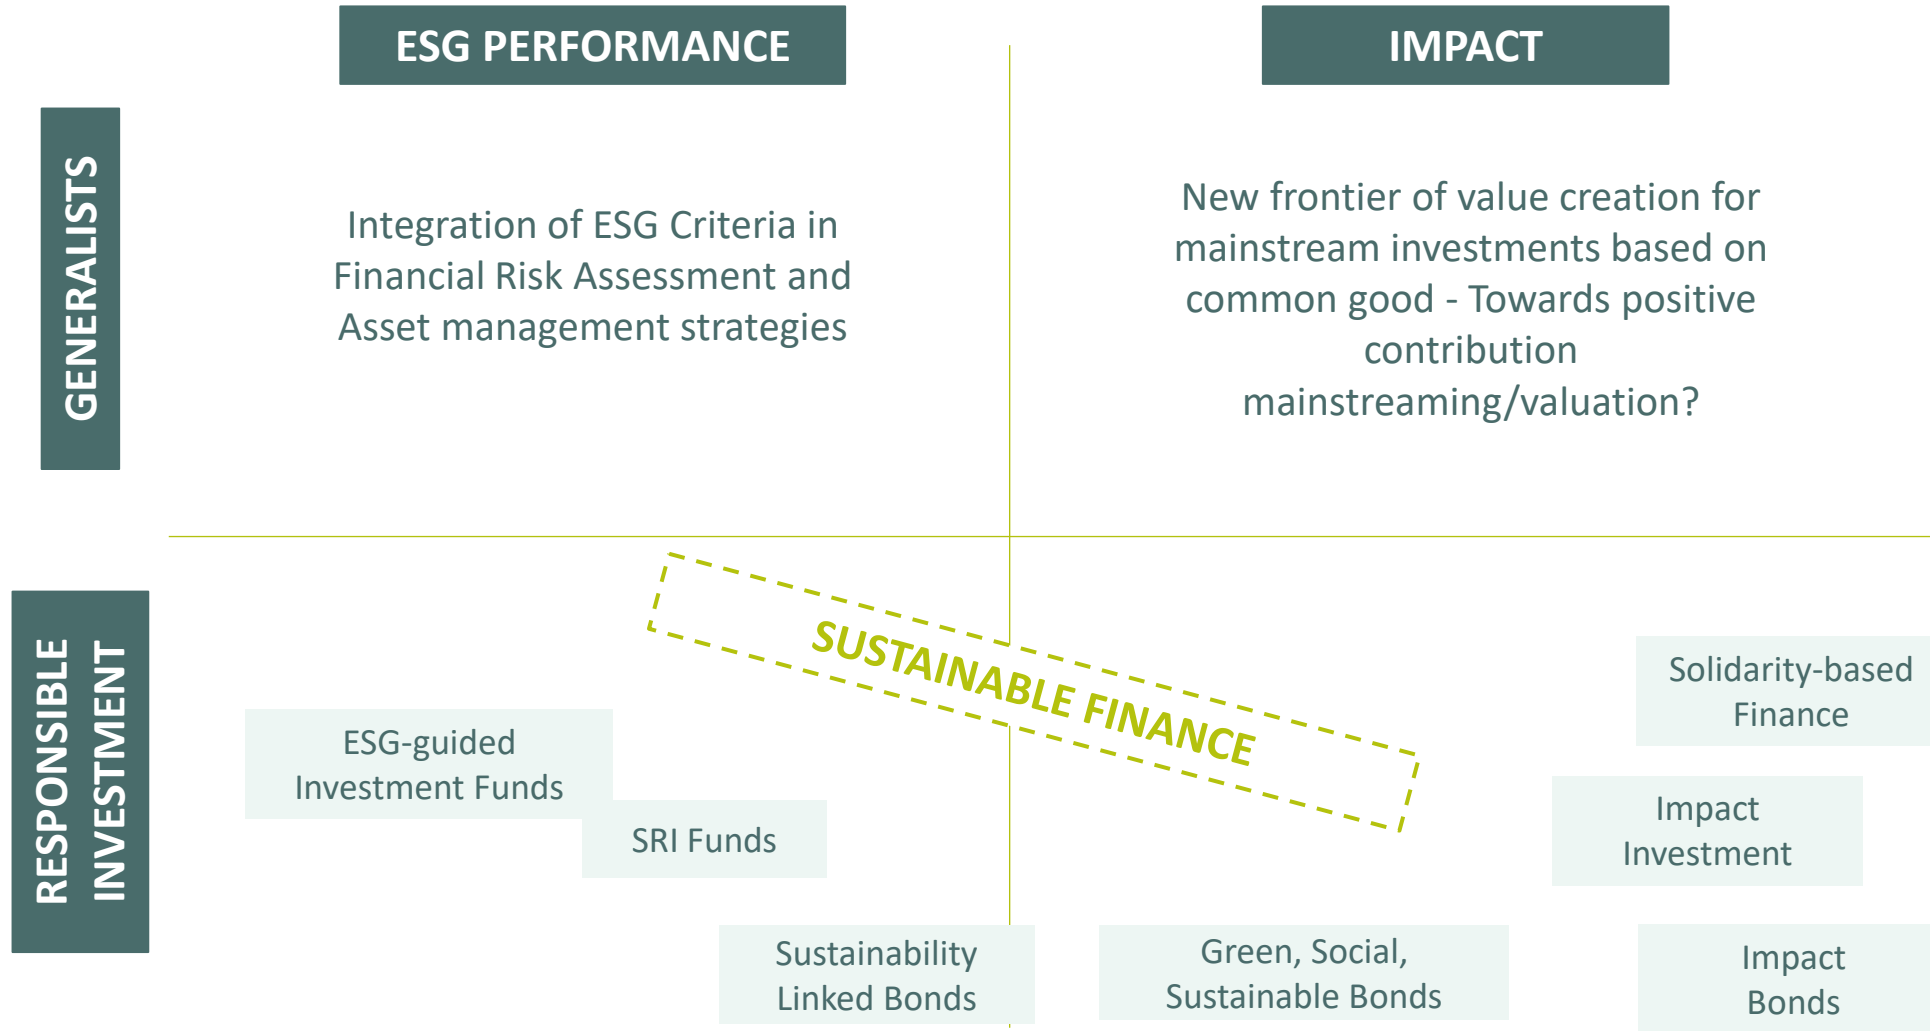 ESG PERFORMANCE
IMPACT
GENERALISTS
Integration of ESG Criteria in
Financial Risk Assessment and
Asset management strategies
New frontier of value creation for
mainstream investments based on
common good - Towards positive
contribution
mainstreaming/valuation?
RESPONSIBLE
INVESTMENT
SUSTAINABLE FINANCE
ESG-guided
Investment Funds
SRI Funds
Sustainability
Linked Bonds
Green, Social,
Sustainable Bonds
Solidarity-based
Finance
Impact
Investment
Impact
Bonds